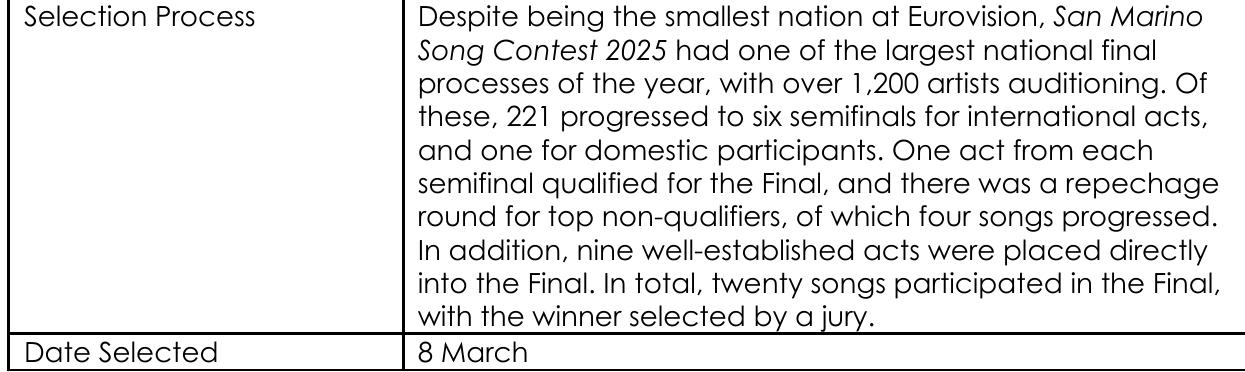 Selection Process
Despite being the smallest nation at Eurovision, San Marino
Song Contest 2025 had one of the largest national final
processes of the year, with over 1,200 artists auditioning. Of
these, 221 progressed to six semifinals for international acts,
and one for domestic participants. One act from each
semifinal qualified for the Final, and there was a repechage
round for top non-qualifiers, of which four songs progressed.
In addition, nine well-established acts were placed directly
into the Final. In total, twenty songs participated in the Final,
with the winner selected by a jury.
Date Selected
8 March